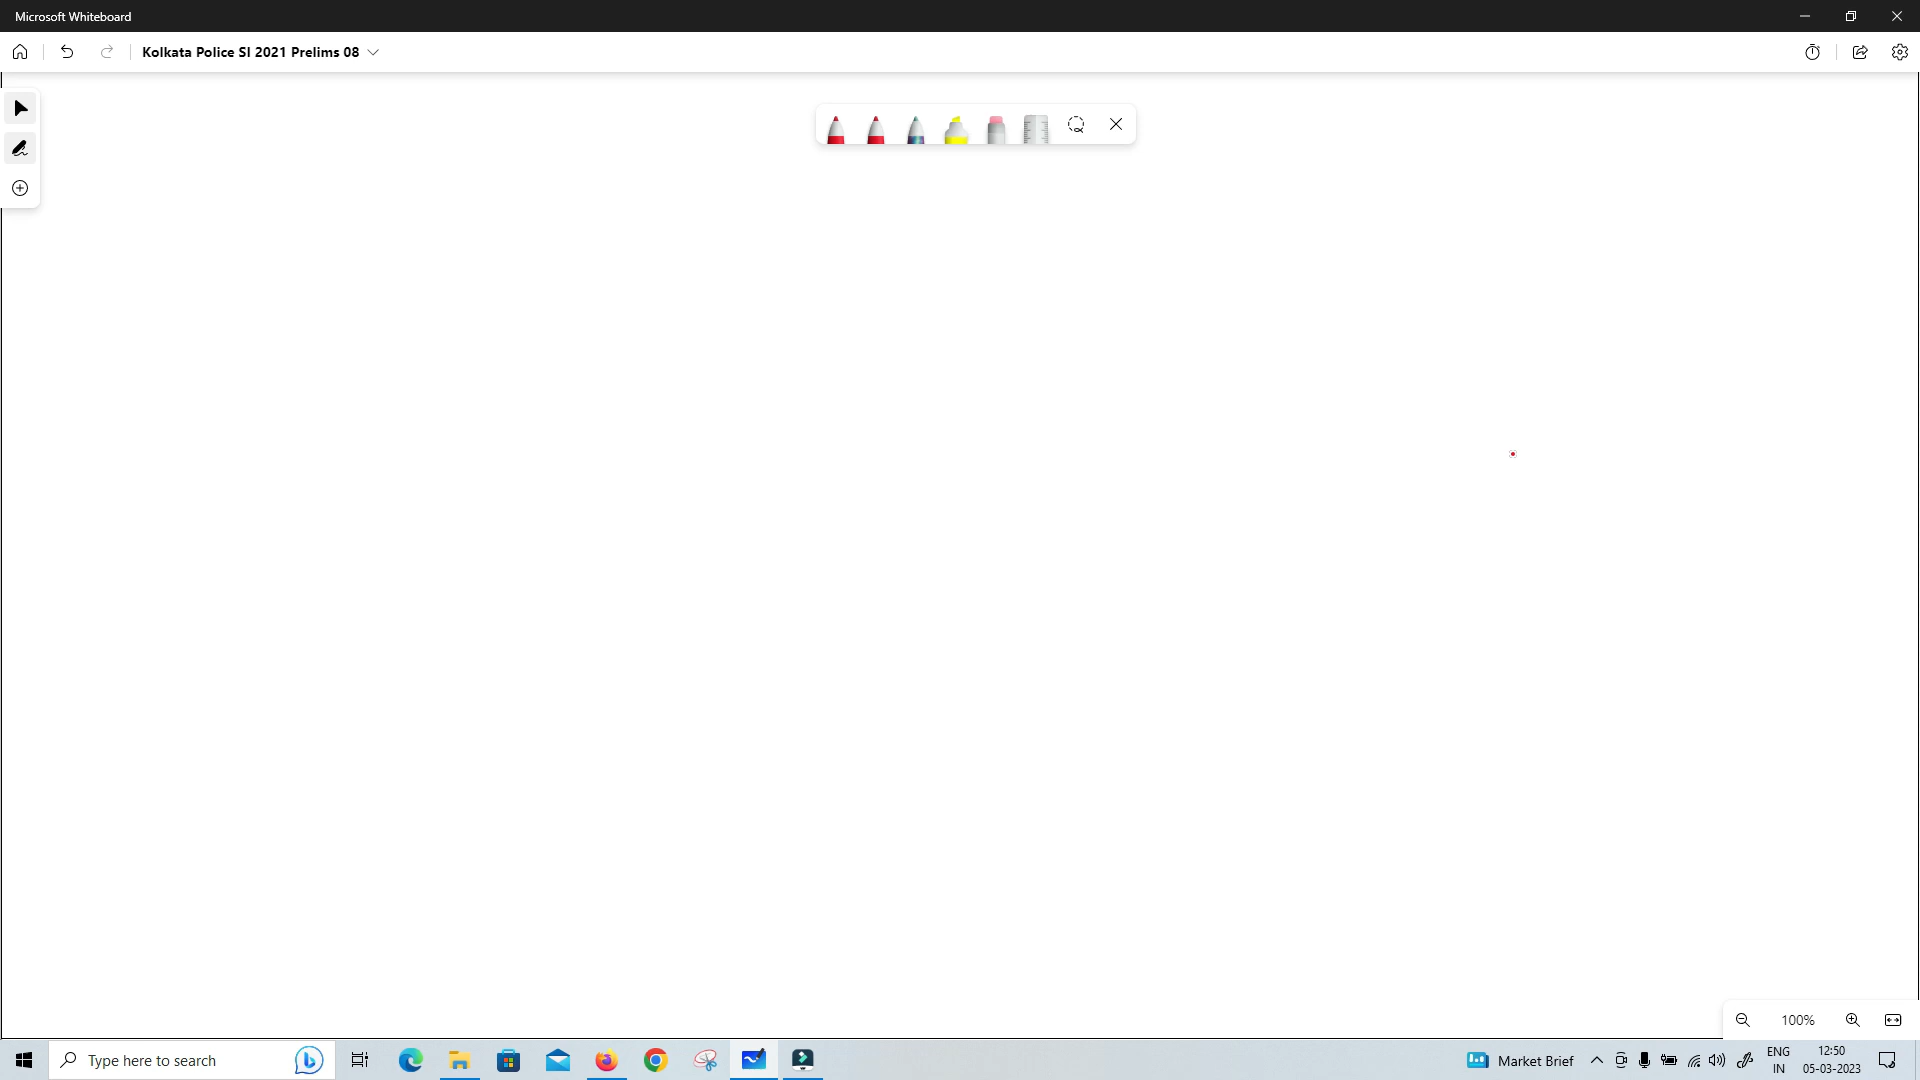 Microsoft Whiteboard
Kolkata Police SI 2021 Prelims 08
100%
Type here to search
Market Brief
ENG
IN
12:50
05-03-2023